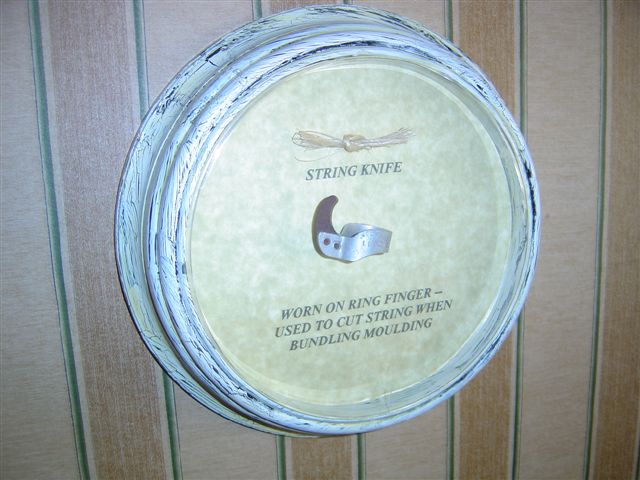 STRING KNIFE
WORN ON RING FINGER –
USED TO CUT STRING WHEN
BUNDLING MOULDING